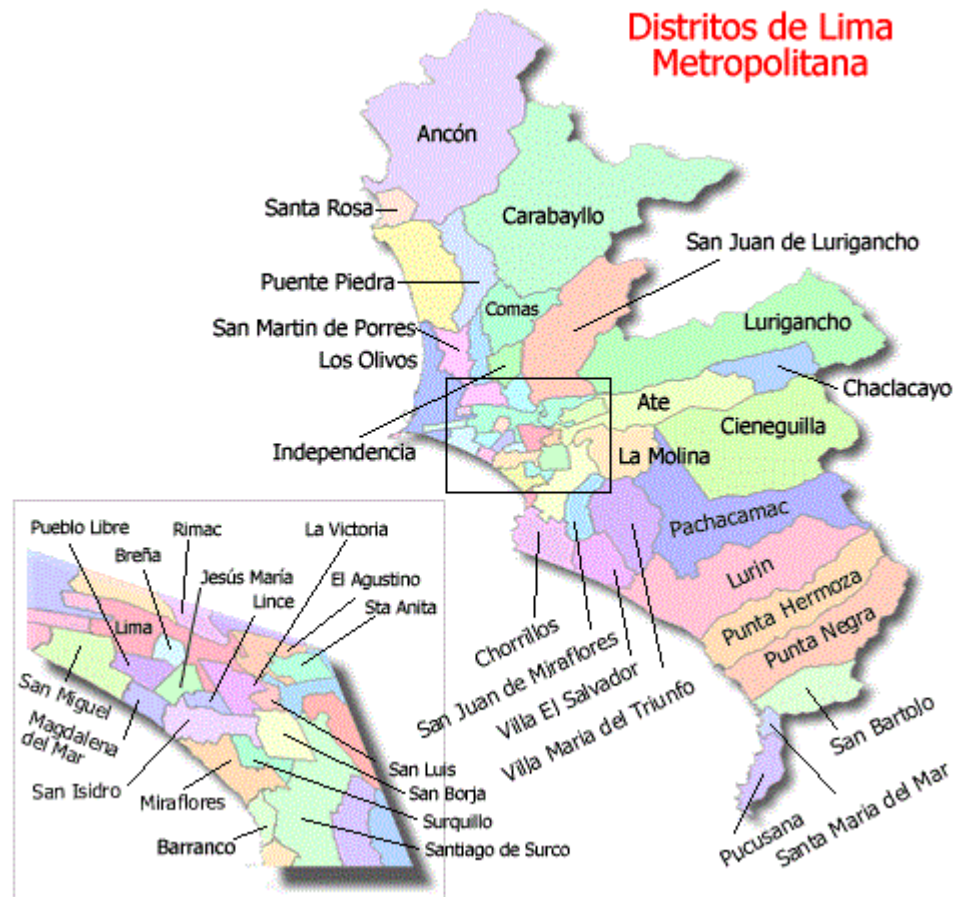 Distritos de Lima
Metropolitana
Ancón
Santa Rosa
Carabayllo
San Juan de Lurigancho
Puente Piedra
Comas
San Martin de Porres
Lurigancho
Los Olivos
Chaclacayo
Ate
Cieneguilla
Independencia
La Molina
Pachacamac
Lurin
Punta Hermoza
Punta Negra
Chorrillos
San Juan de Miraflores
Villa El Salvador
Villa Maria del Triunfo
San Bartolo
Santa Maria del Mar
Pucusana
Pueblo Libre
Rimac
La Victoria
Breña
Jesús María
El Agustino
Lince
Sta Anita
Lima
San Miguel
Magdalena
del Mar
San Isidro
Miraflores
San Luis
San Borja
Surquillo
Barranco
Santiago de Surco